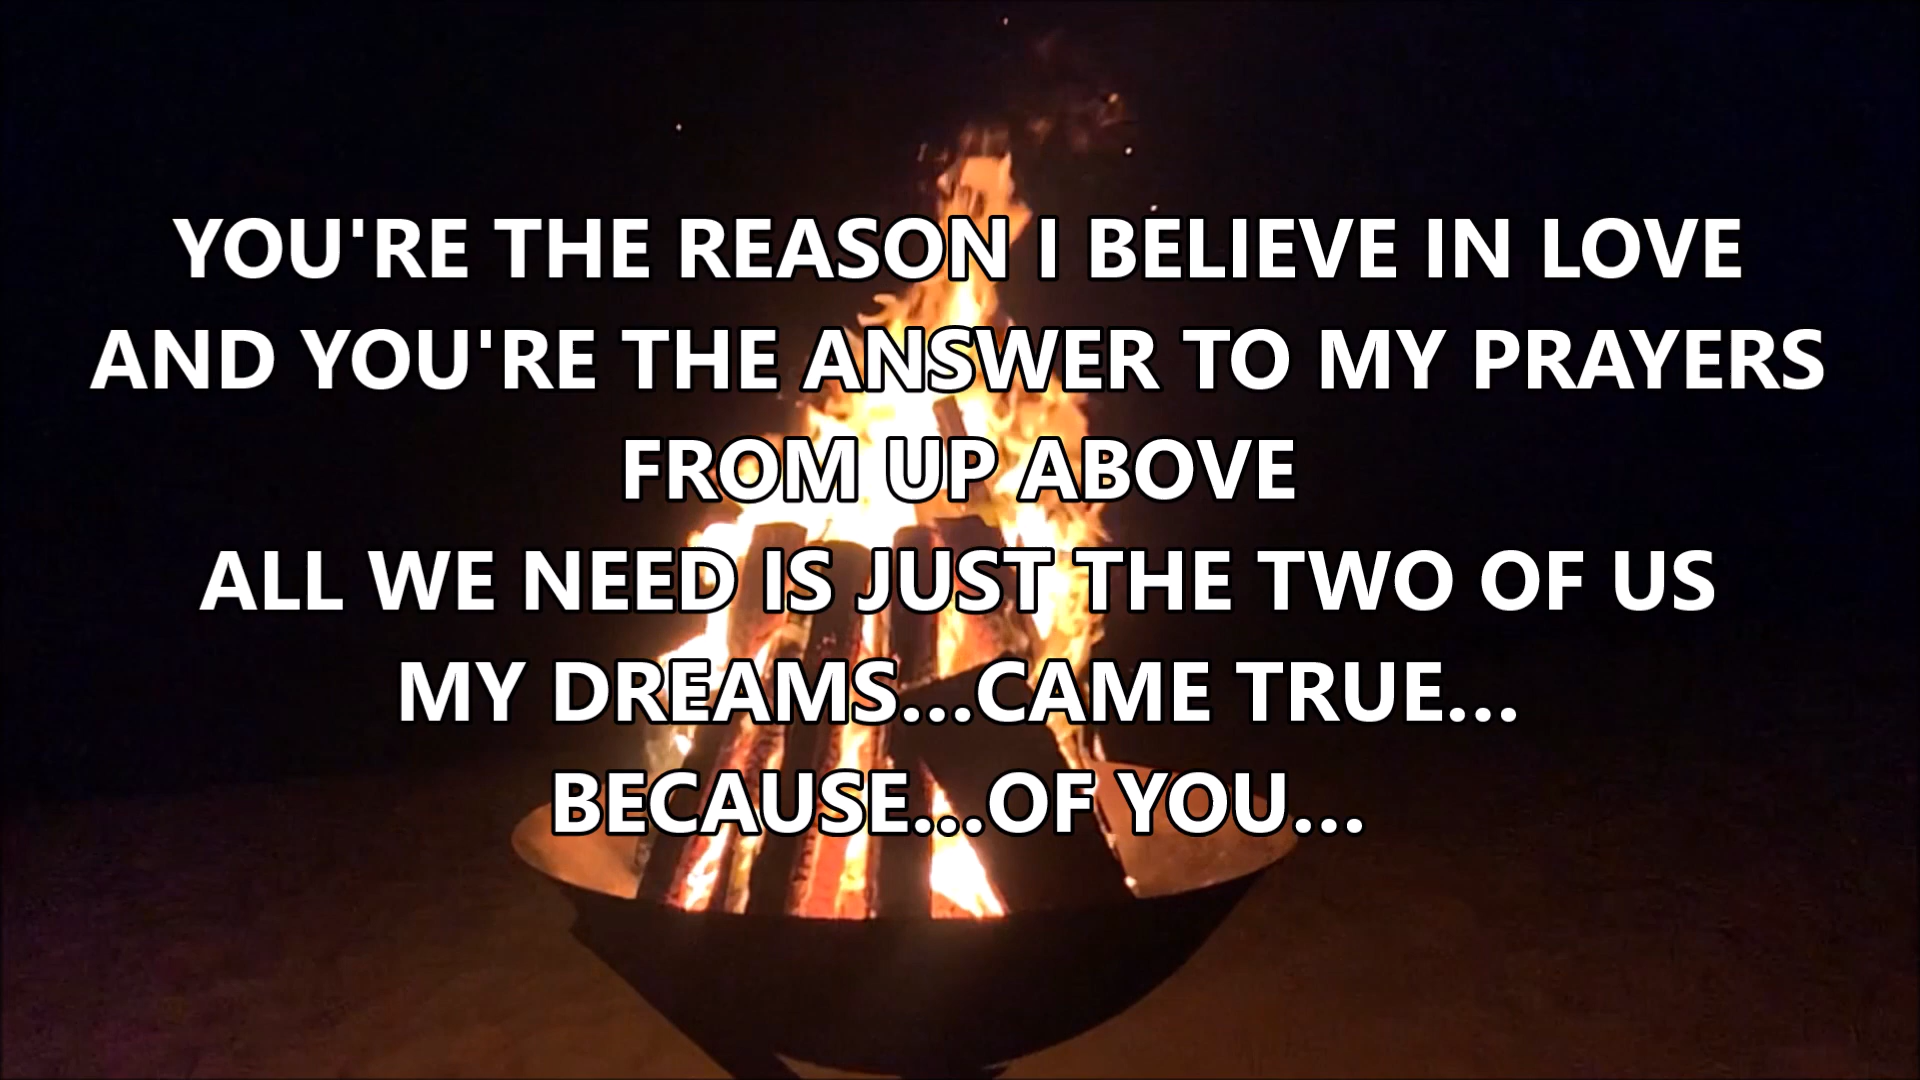 YOU'RE THE REASON I BELIEVE IN LOVE
AND YOU'RE THE ANSWER TO MY PRAYERS
FROM UP ABOVE
ALL WE NEED IS JUST THE TWO OF US
MY DREAMS...CAME TRUE...
BECAUSE...OF YOU...